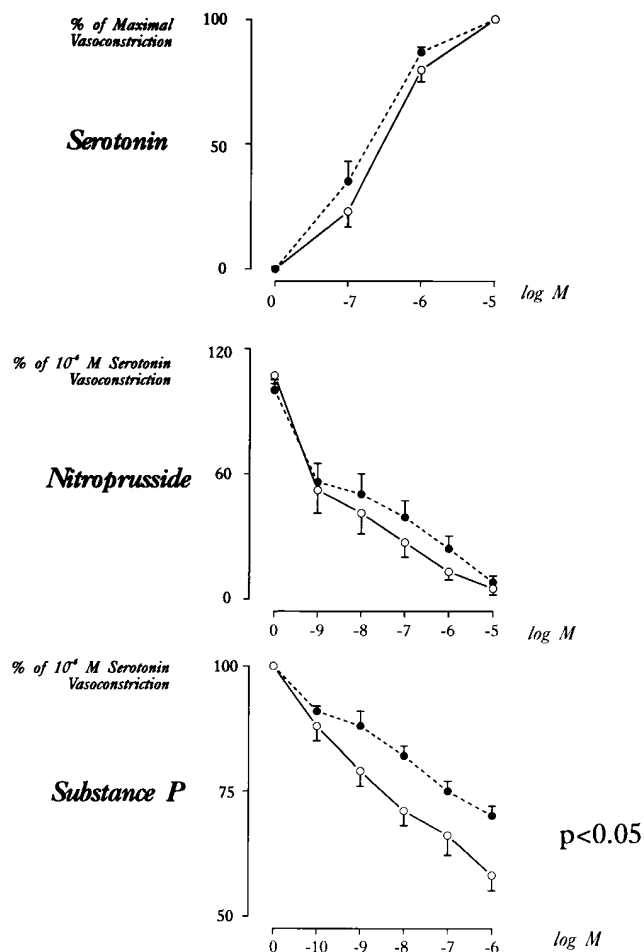 % of Maximal
Vasoconstriction
100
Serotonin
50
0
0 -7 -6 -5 log M
% of 10⁻⁴ M Serotonin
Vasoconstriction
120
Nitroprusside
60
0
0 -9 -8 -7 -6 -5 log M
% of 10⁻⁴ M Serotonin
Vasoconstriction
100
Substance P
75
p<0.05
50
0 -10 -9 -8 -7 -6 log M